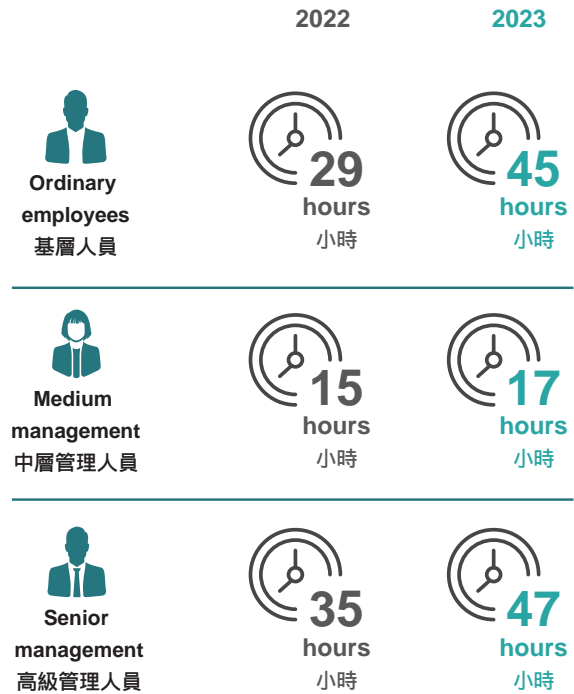 2022 2023
Ordinary
employees
基層人員
29
hours
小時
45
hours
小時
Medium
management
中層管理人員
15
hours
小時
17
hours
小時
Senior
management
高級管理人員
35
hours
小時
47
hours
小時